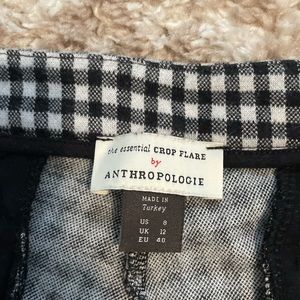 the essential CROP FLARE
by
ANTHROPOLOGIE
MADE IN
Turkey
US 8
UK 12
EU 40